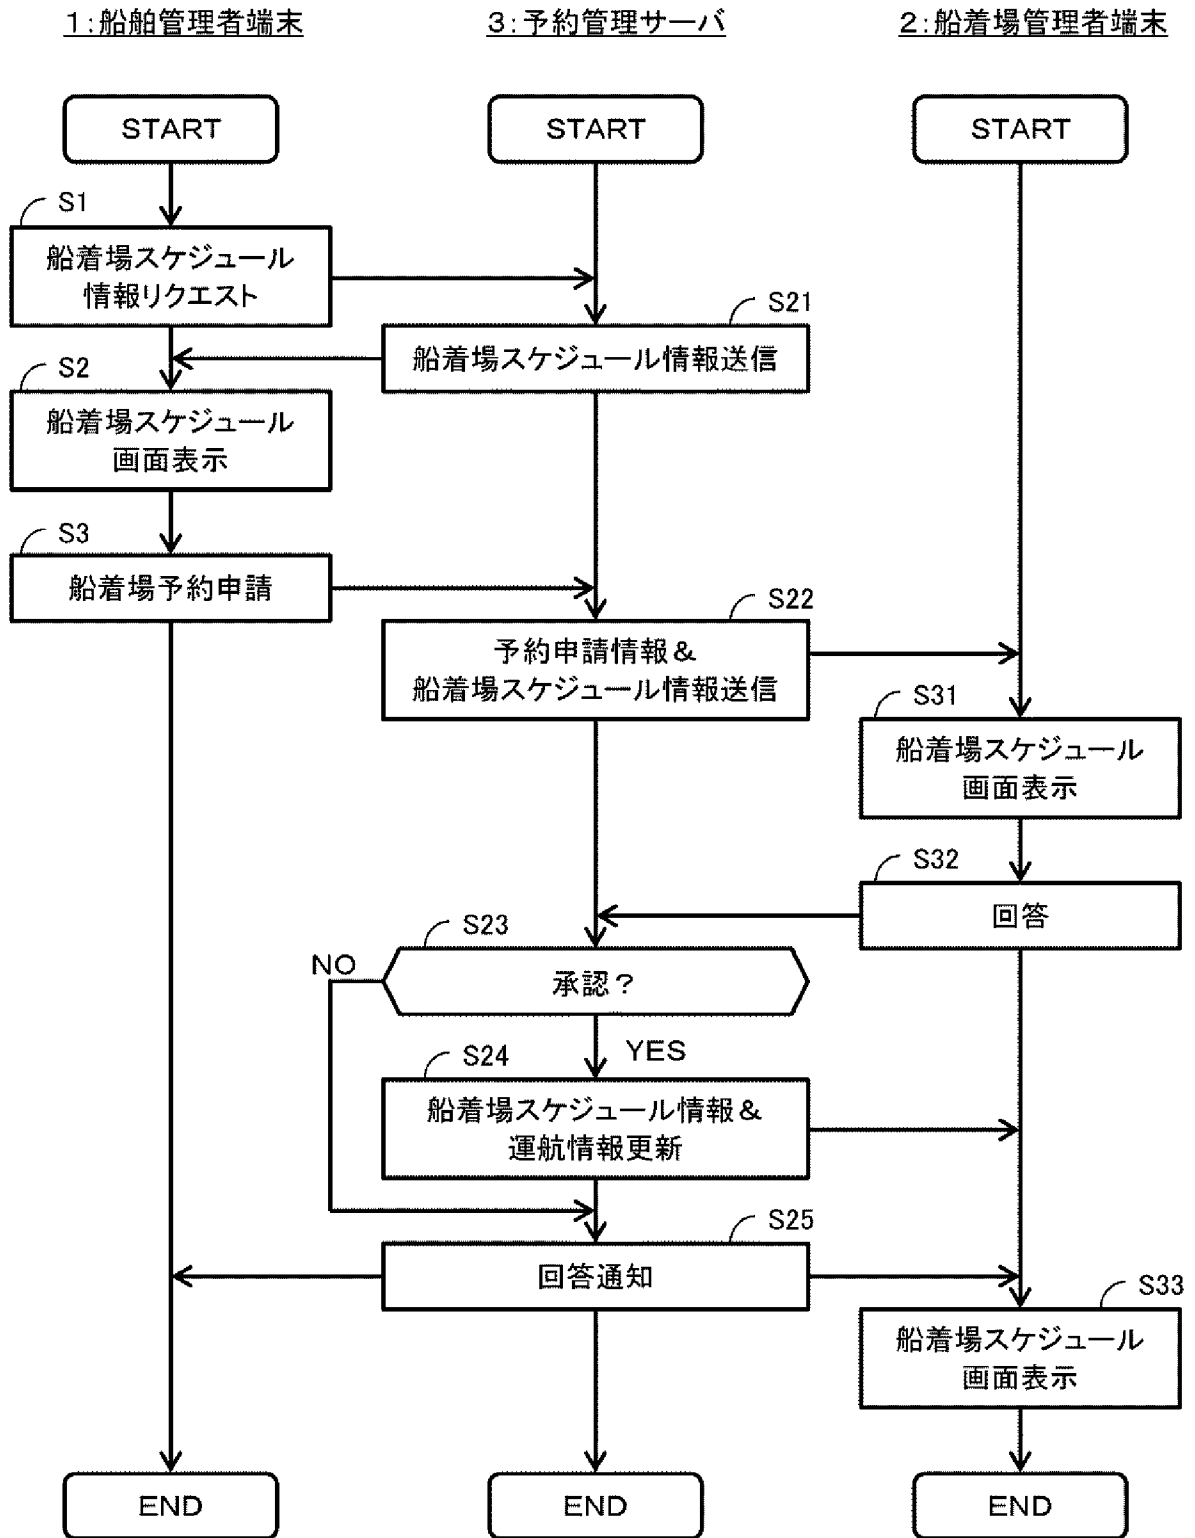 1:船舶管理者端末
3:予約管理サーバ
2:船着場管理者端末
START
START
START
S1
船着場スケジュール
情報リクエスト
S21
船着場スケジュール情報送信
S2
船着場スケジュール
画面表示
S3
船着場予約申請
S22
予約申請情報&
船着場スケジュール情報送信
S31
船着場スケジュール
画面表示
S32
回答
S23
承認?
NO
YES
S24
船着場スケジュール情報&
運航情報更新
S25
回答通知
S33
船着場スケジュール
画面表示
END
END
END